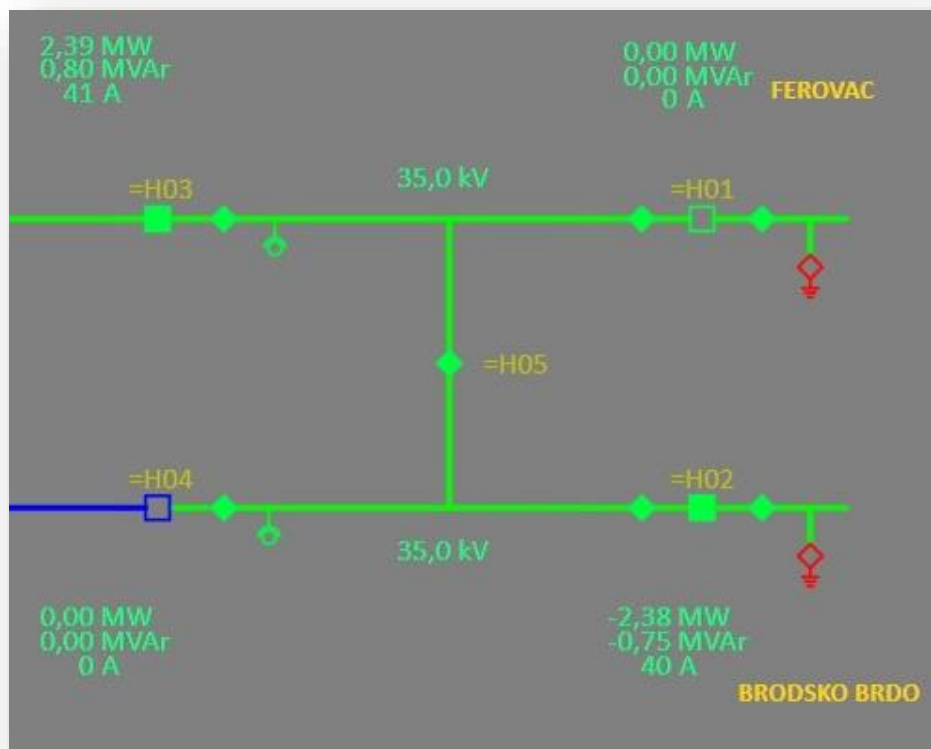 2,39 MW
0,80 MVAr
41 A
0,00 MW
0,00 MVAr
0 A
FEROVAC
=H03
35,0 kV
=H01
=H05
=H04
=H02
35,0 kV
0,00 MW
0,00 MVAr
0 A
-2,38 MW
-0,75 MVAr
40 A
BRODSKO BRDO